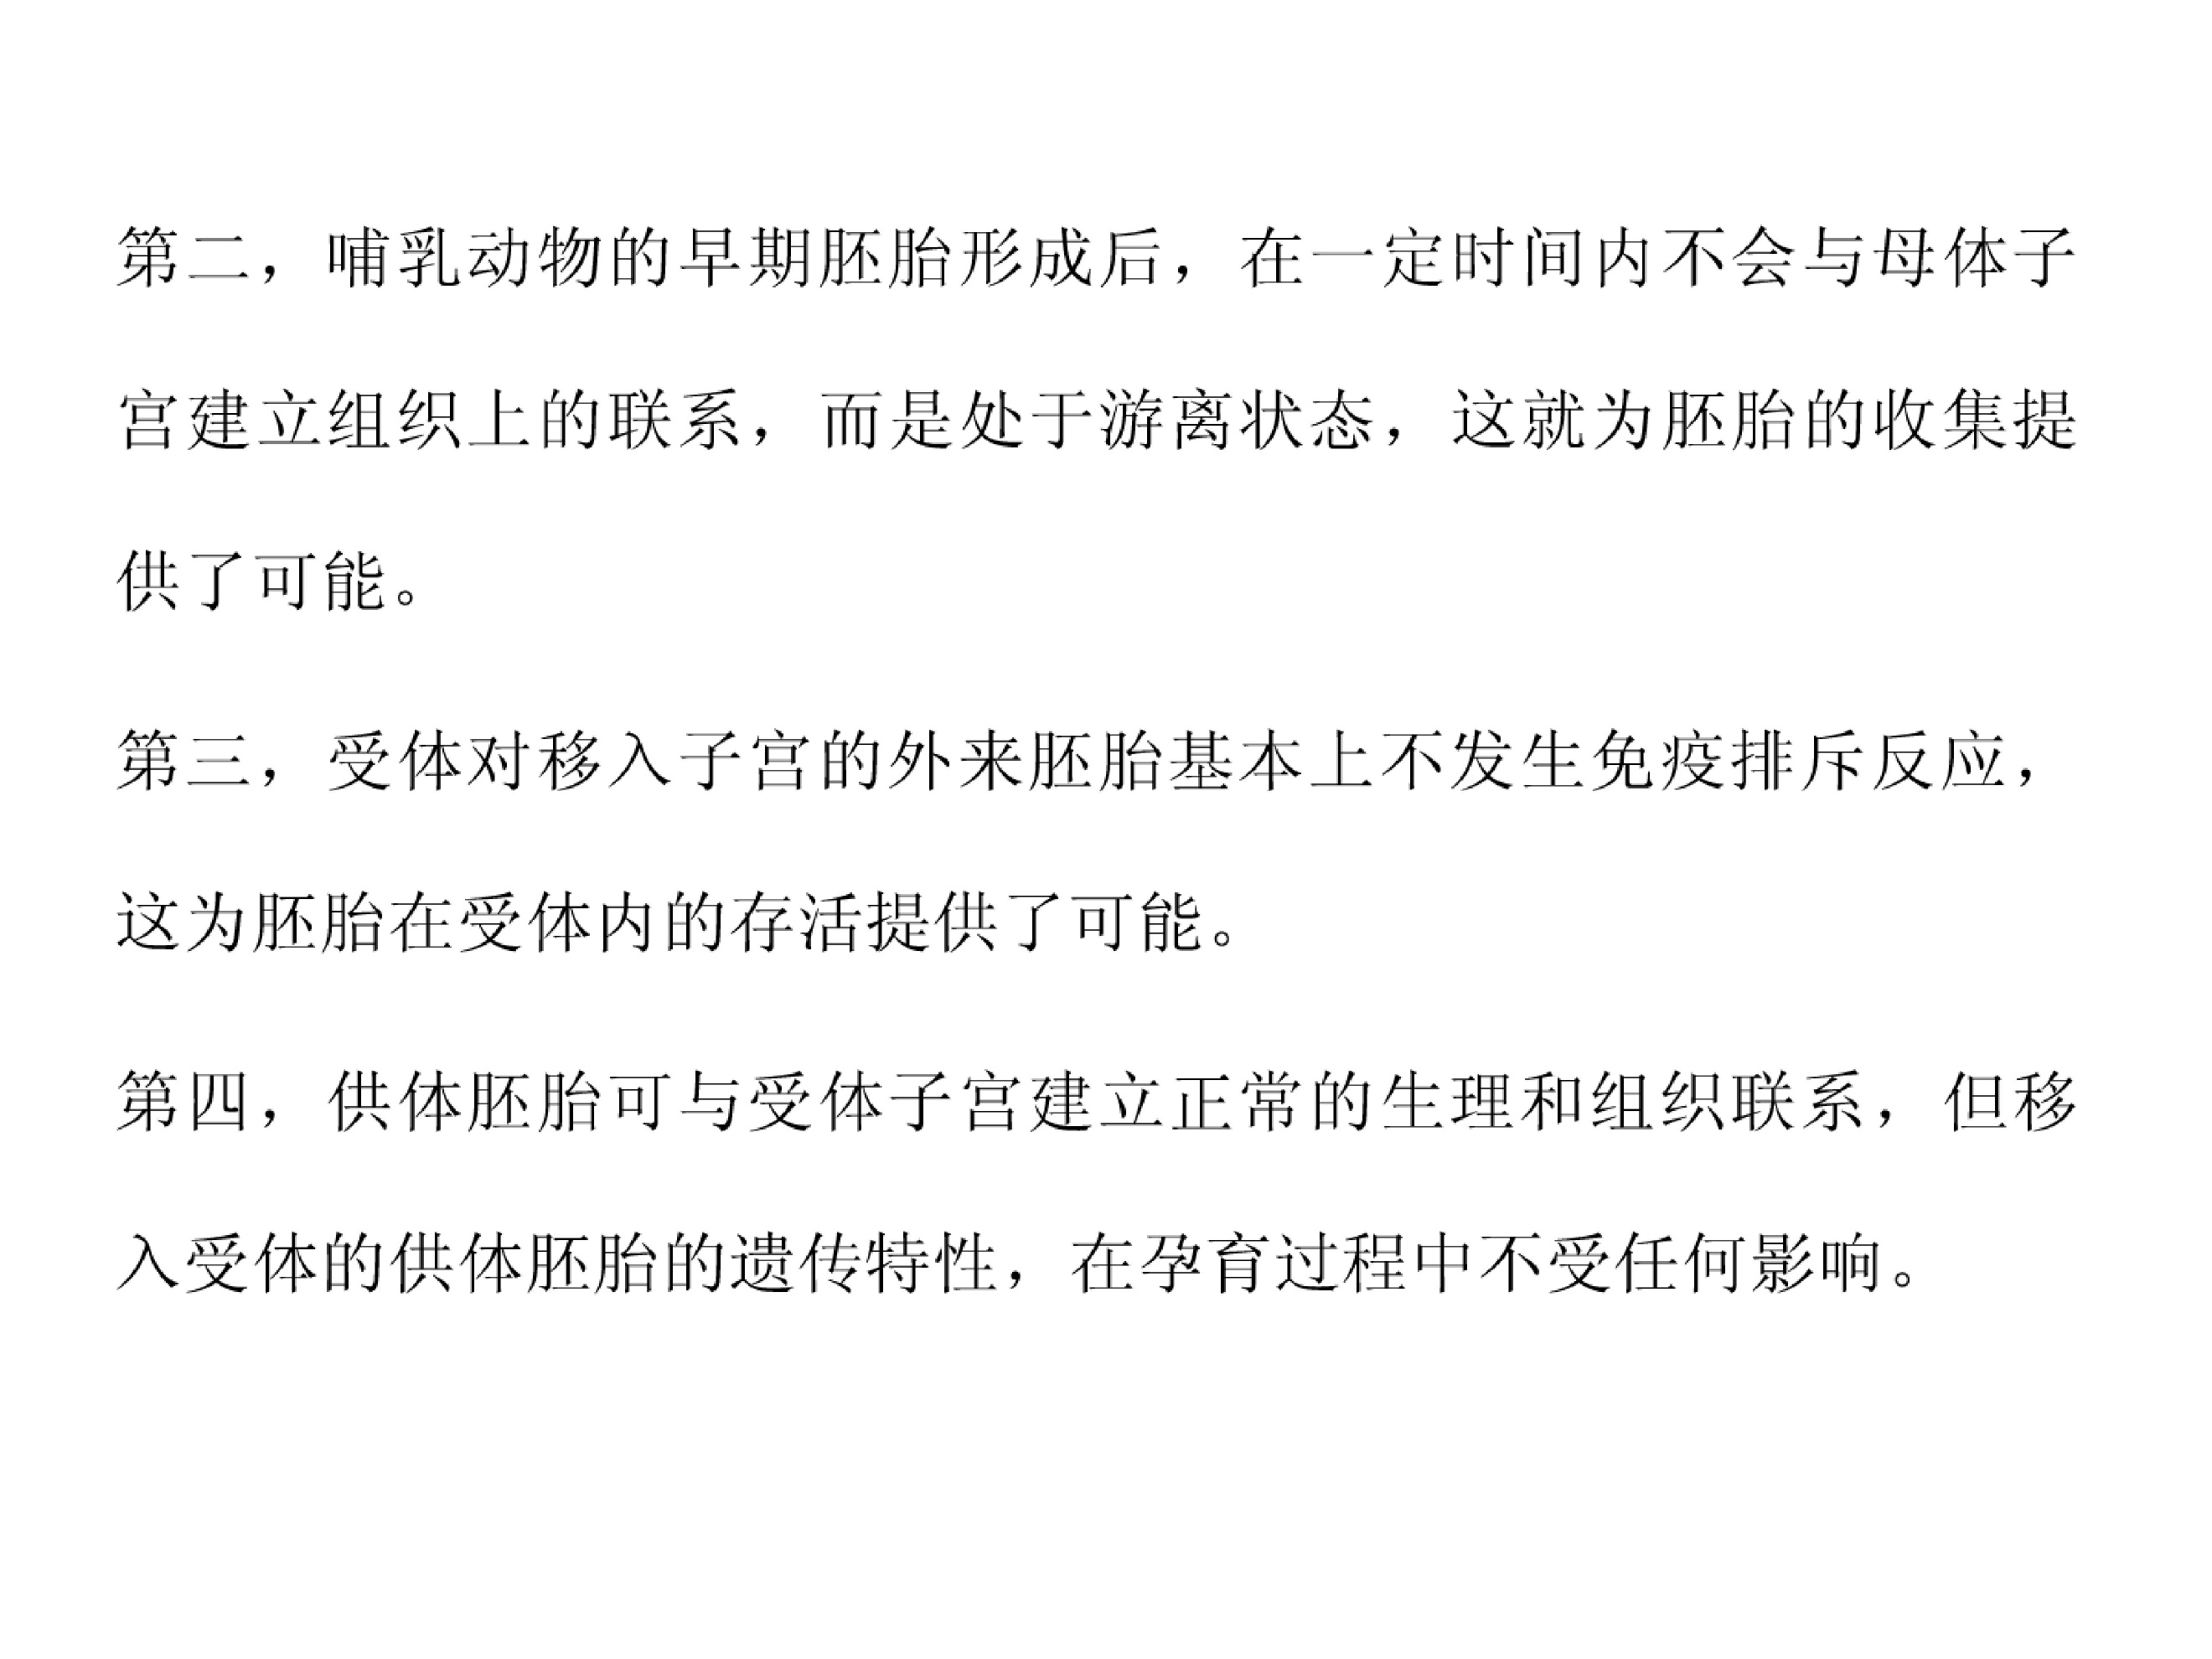 第二，哺乳动物的早期胚胎形成后，在一定时间内不会与母体子
宫建立组织上的联系，而是处于游离状态，这就为胚胎的收集提
供了可能。
第三，受体对移入子宫的外来胚胎基本上不发生免疫排斥反应，
这为胚胎在受体内的存活提供了可能。
第四，供体胚胎可与受体子宫建立正常的生理和组织联系，但移
入受体的供体胚胎的遗传特性，在孕育过程中不受任何影响。